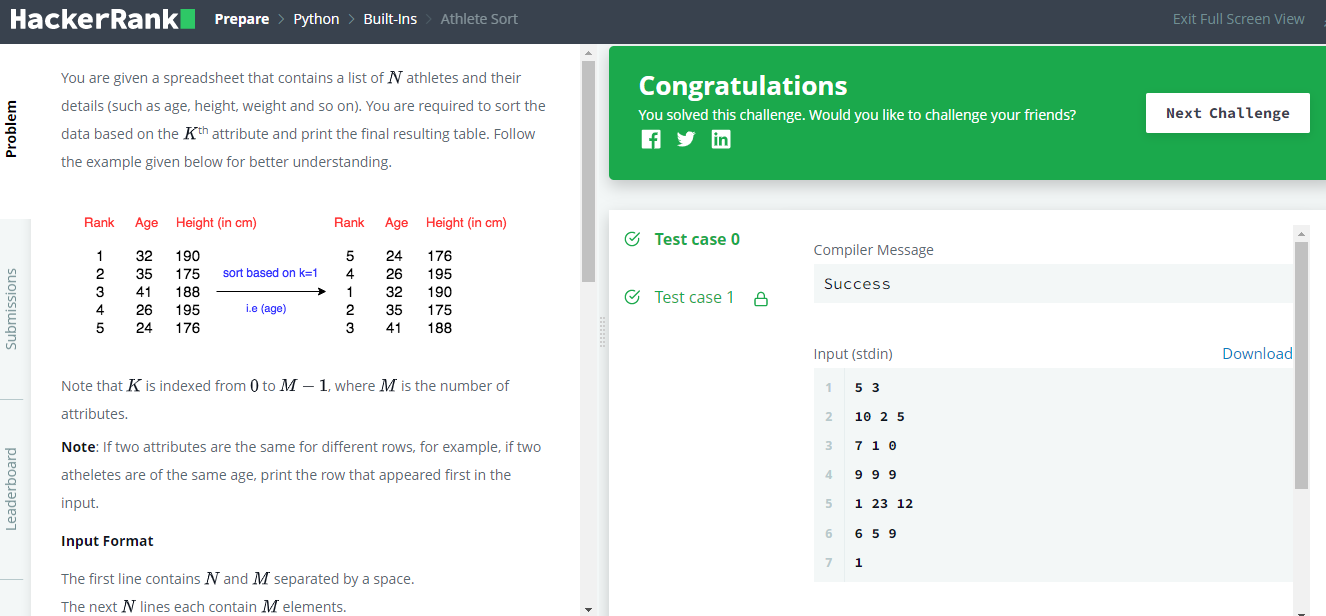 HackerRank Prepare > Python > Built-Ins > Athlete Sort Exit Full Screen View
Problem
Submissions
Leaderboard
You are given a spreadsheet that contains a list of N athletes and their
details (such as age, height, weight and so on). You are required to sort the
data based on the Kth attribute and print the final resulting table. Follow
the example given below for better understanding.
Rank Age Height (in cm) Rank Age Height (in cm)
1 32 190 5 24 176
2 35 175 sort based on k=1 4 26 195
3 41 188 1 32 190
4 26 195 i.e (age) 2 35 175
5 24 176 3 41 188
Note that K is indexed from 0 to M − 1, where M is the number of
attributes.
Note: If two attributes are the same for different rows, for example, if two
atheletes are of the same age, print the row that appeared first in the
input.
Input Format
The first line contains N and M separated by a space.
The next N lines each contain M elements.
Congratulations
You solved this challenge. Would you like to challenge your friends?
Next Challenge
Test case 0
Test case 1
Compiler Message
Success
Input (stdin) Download
1 5 3
2 10 2 5
3 7 1 0
4 9 9 9
5 1 23 12
6 6 5 9
7 1